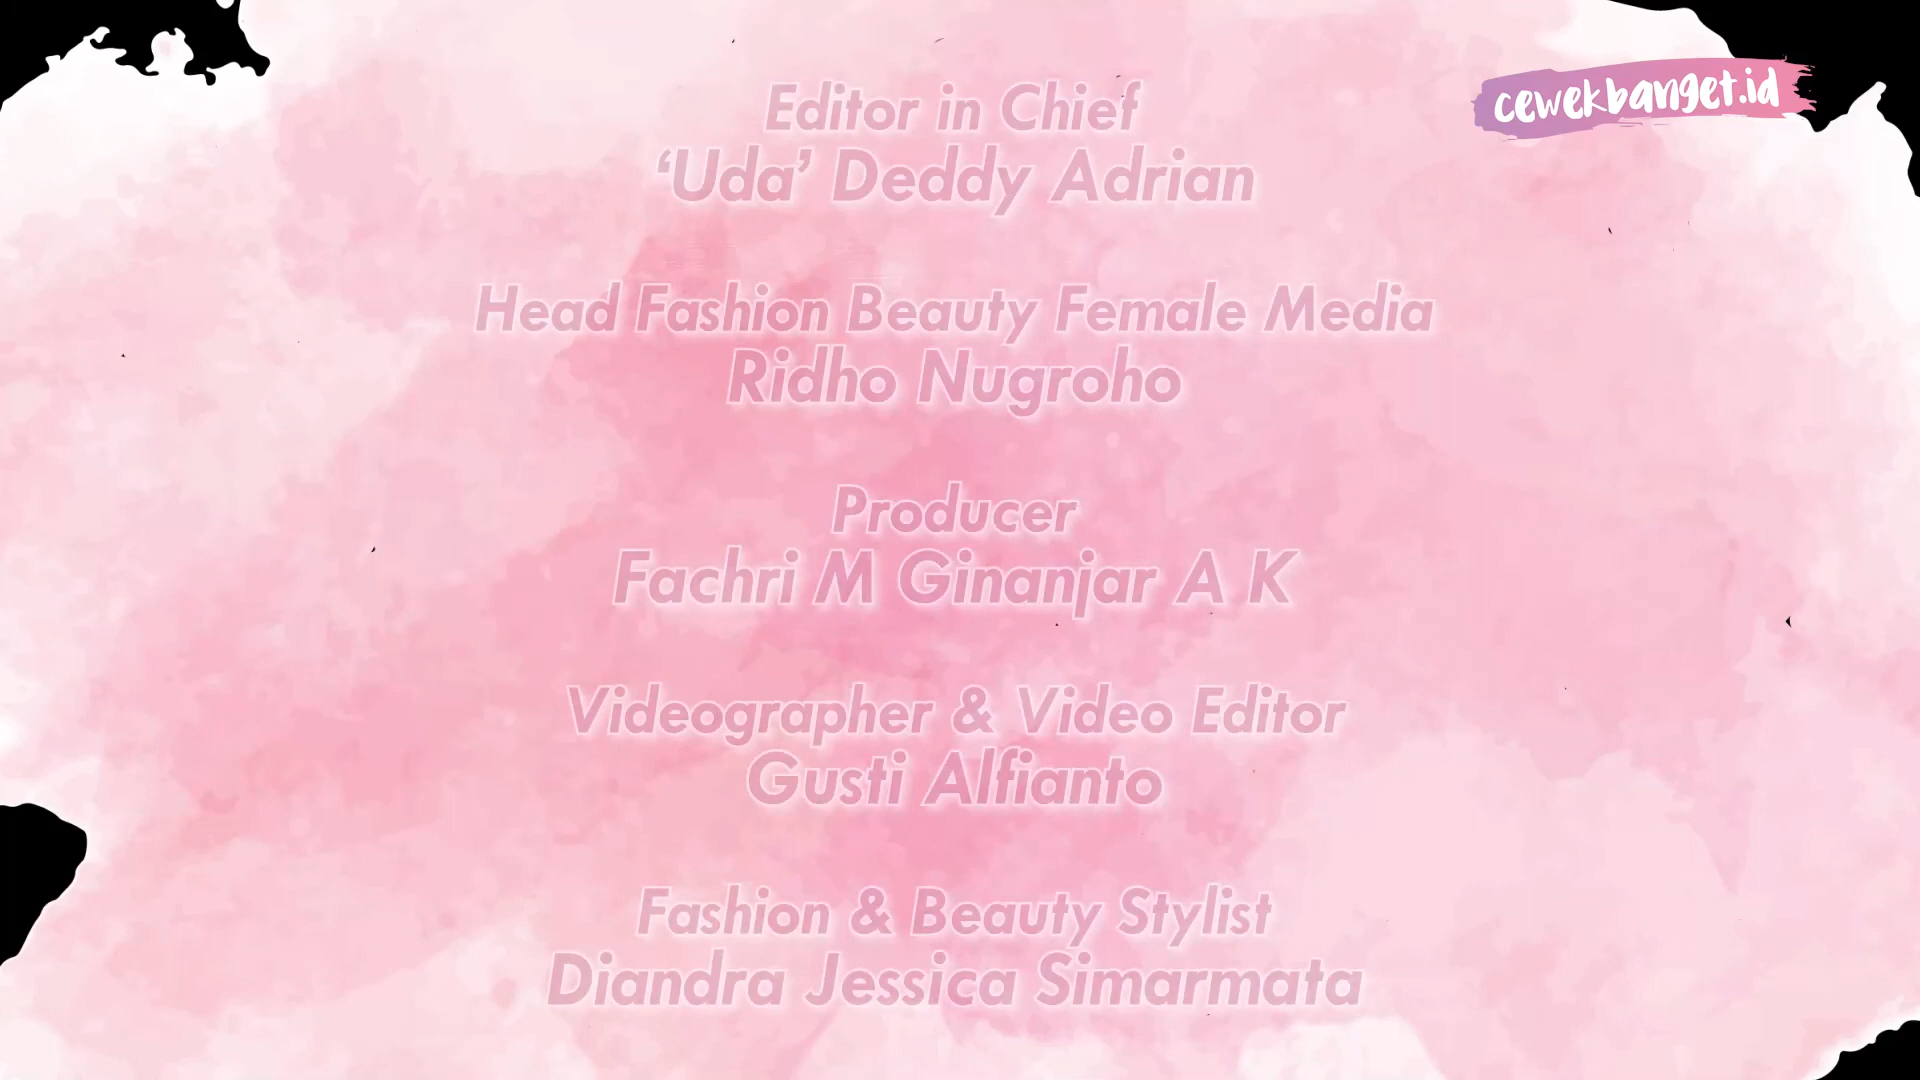 cewekbanget.id
Editor in Chief
‘Uda’ Deddy Adrian
Head Fashion Beauty Female Media
Ridho Nugroho
Producer
Fachri M Ginanjar A K
Videographer & Video Editor
Gusti Alfianto
Fashion & Beauty Stylist
Diandra Jessica Simarmata